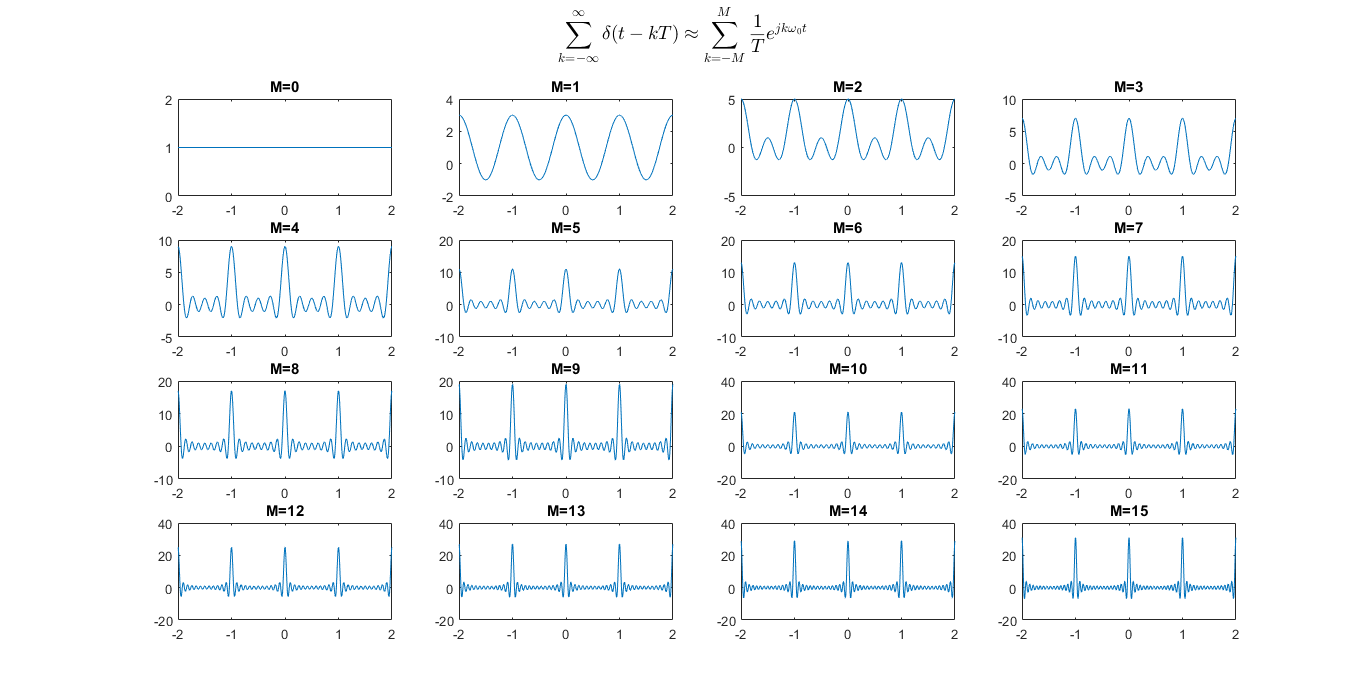 ∑_{k=−∞}^{∞} δ(t − kT) ≈ ∑_{k=−M}^{M} 1/T e^{jkω₀t}
M=0 M=1 M=2 M=3
2 4 5 10
1 2 0 5
0 0 -5 0
-2 -5
-2 -1 0 1 2 -2 -1 0 1 2 -2 -1 0 1 2 -2 -1 0 1 2
M=4 M=5 M=6 M=7
10 20 20 20
5 10 10 10
0 0 0 0
-5 -10 -10 -10
-2 -1 0 1 2 -2 -1 0 1 2 -2 -1 0 1 2 -2 -1 0 1 2
M=8 M=9 M=10 M=11
20 20 40 40
10 10 20 20
0 0 0 0
-10 -10 -20 -20
-2 -1 0 1 2 -2 -1 0 1 2 -2 -1 0 1 2 -2 -1 0 1 2
M=12 M=13 M=14 M=15
40 40 40 40
20 20 20 20
0 0 0 0
-20 -20 -20 -20
-2 -1 0 1 2 -2 -1 0 1 2 -2 -1 0 1 2 -2 -1 0 1 2